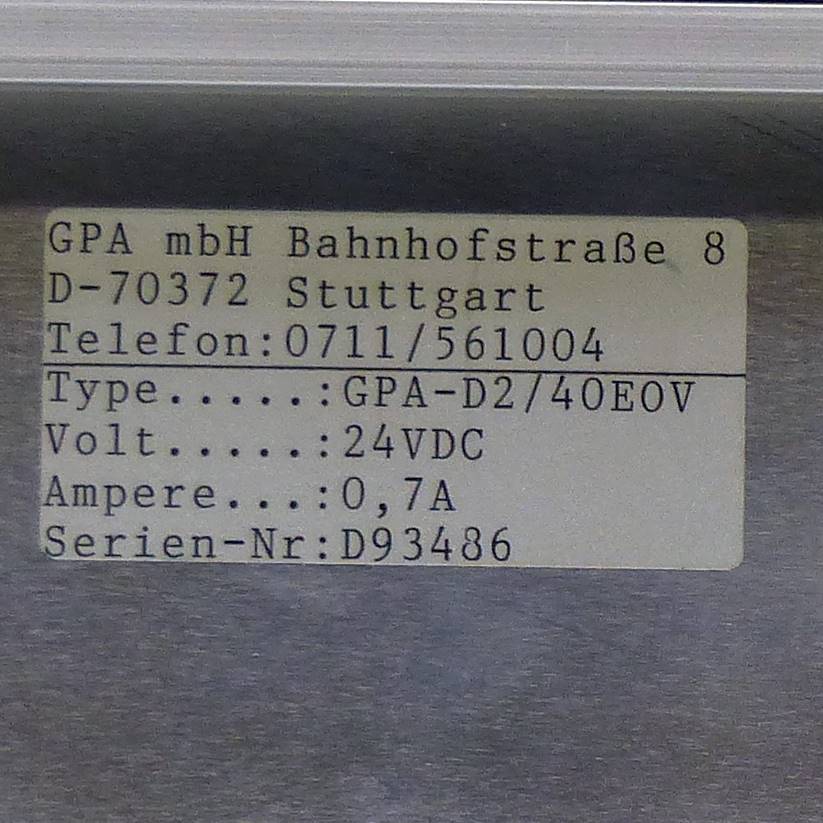 GPA mbH Bahnhofstraße 8
D-70372 Stuttgart
Telefon:0711/561004
Type.....:GPA-D2/40EOV
Volt.....:24VDC
Ampere...:0,7A
Serien-Nr:D93486